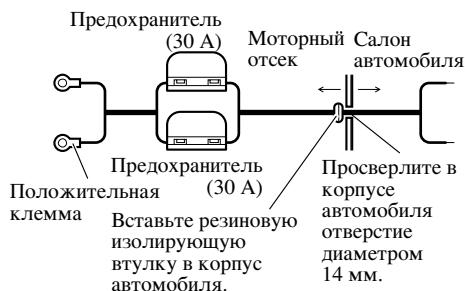 Предохранитель
(30 А)
Моторный
отсек
Салон
автомобиля
Предохранитель
(30 А)
Положительная
клемма
Вставьте резиновую
изолирующую
втулку в корпус
автомобиля.
Просверлите в
корпусе
автомобиля
отверстие
диаметром
14 мм.